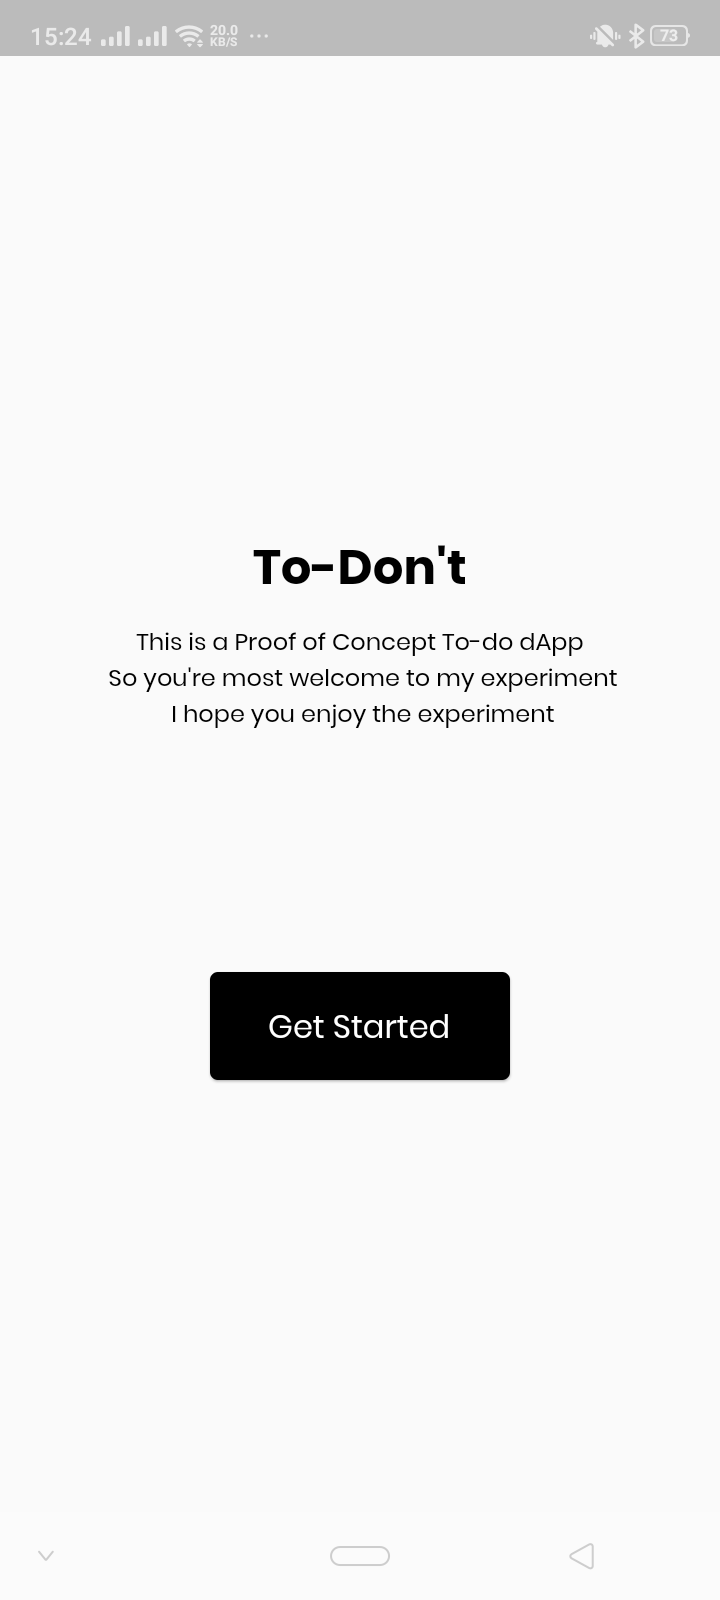 15:24 20.0 KB/S ... 73
To-Don't
This is a Proof of Concept To-do dApp
So you're most welcome to my experiment
I hope you enjoy the experiment
Get Started